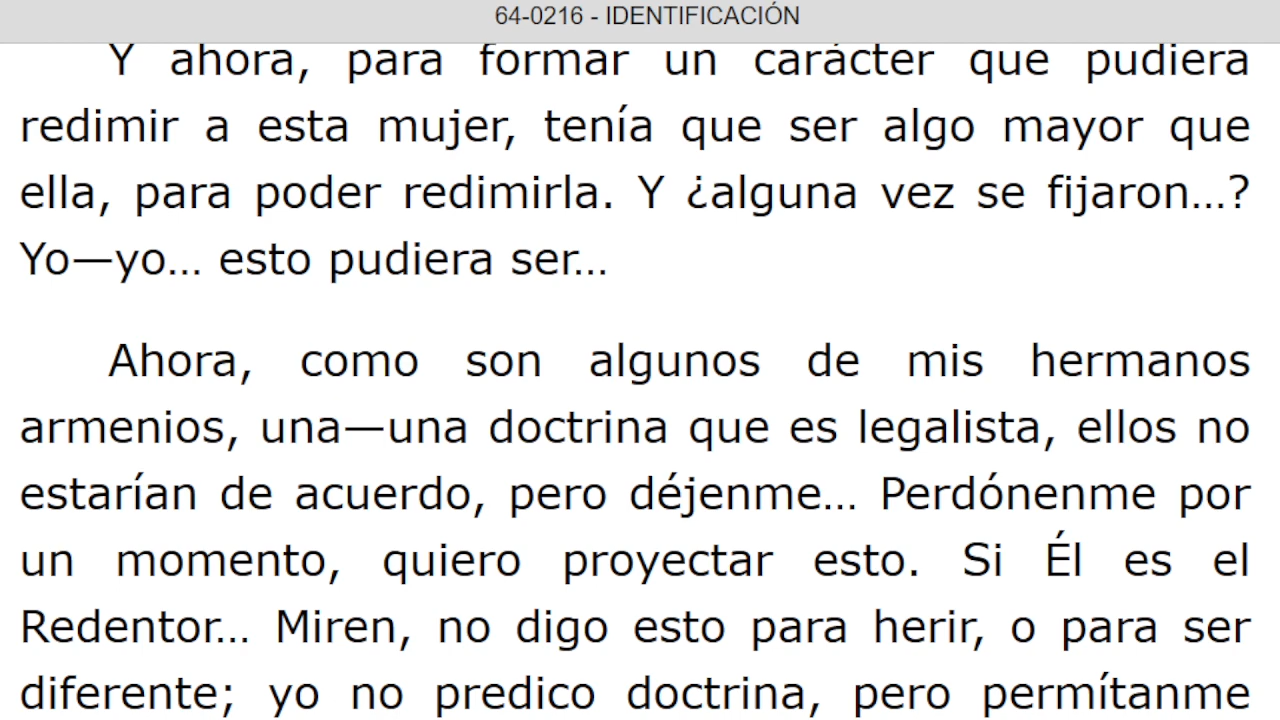 64-0216 - IDENTIFICACIÓN
Y ahora, para formar un carácter que pudiera
redimir a esta mujer, tenía que ser algo mayor que
ella, para poder redimirla. Y ¿alguna vez se fijaron…?
Yo—yo… esto pudiera ser…
Ahora, como son algunos de mis hermanos
armenios, una—una doctrina que es legalista, ellos no
estarían de acuerdo, pero déjenme… Perdónenme por
un momento, quiero proyectar esto. Si Él es el
Redentor… Miren, no digo esto para herir, o para ser
diferente; yo no predico doctrina, pero permítanme